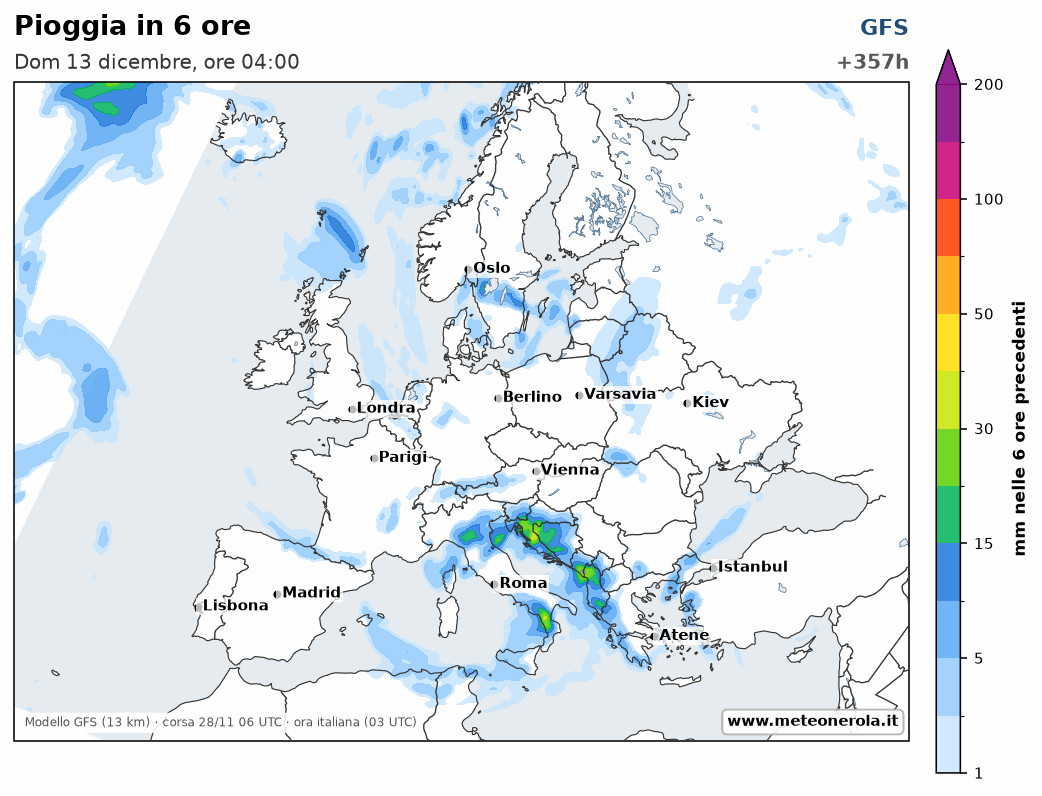 Pioggia in 6 ore
GFS
Dom 13 dicembre, ore 04:00
+357h
200
100
50
30
15
5
1
mm nelle 6 ore precedenti
Oslo
Berlino
Varsavia
Kiev
Londra
Parigi
Vienna
Istanbul
Roma
Madrid
Lisbona
Atene
Modello GFS (13 km) · corsa 28/11 06 UTC · ora italiana (03 UTC)
www.meteonerola.it